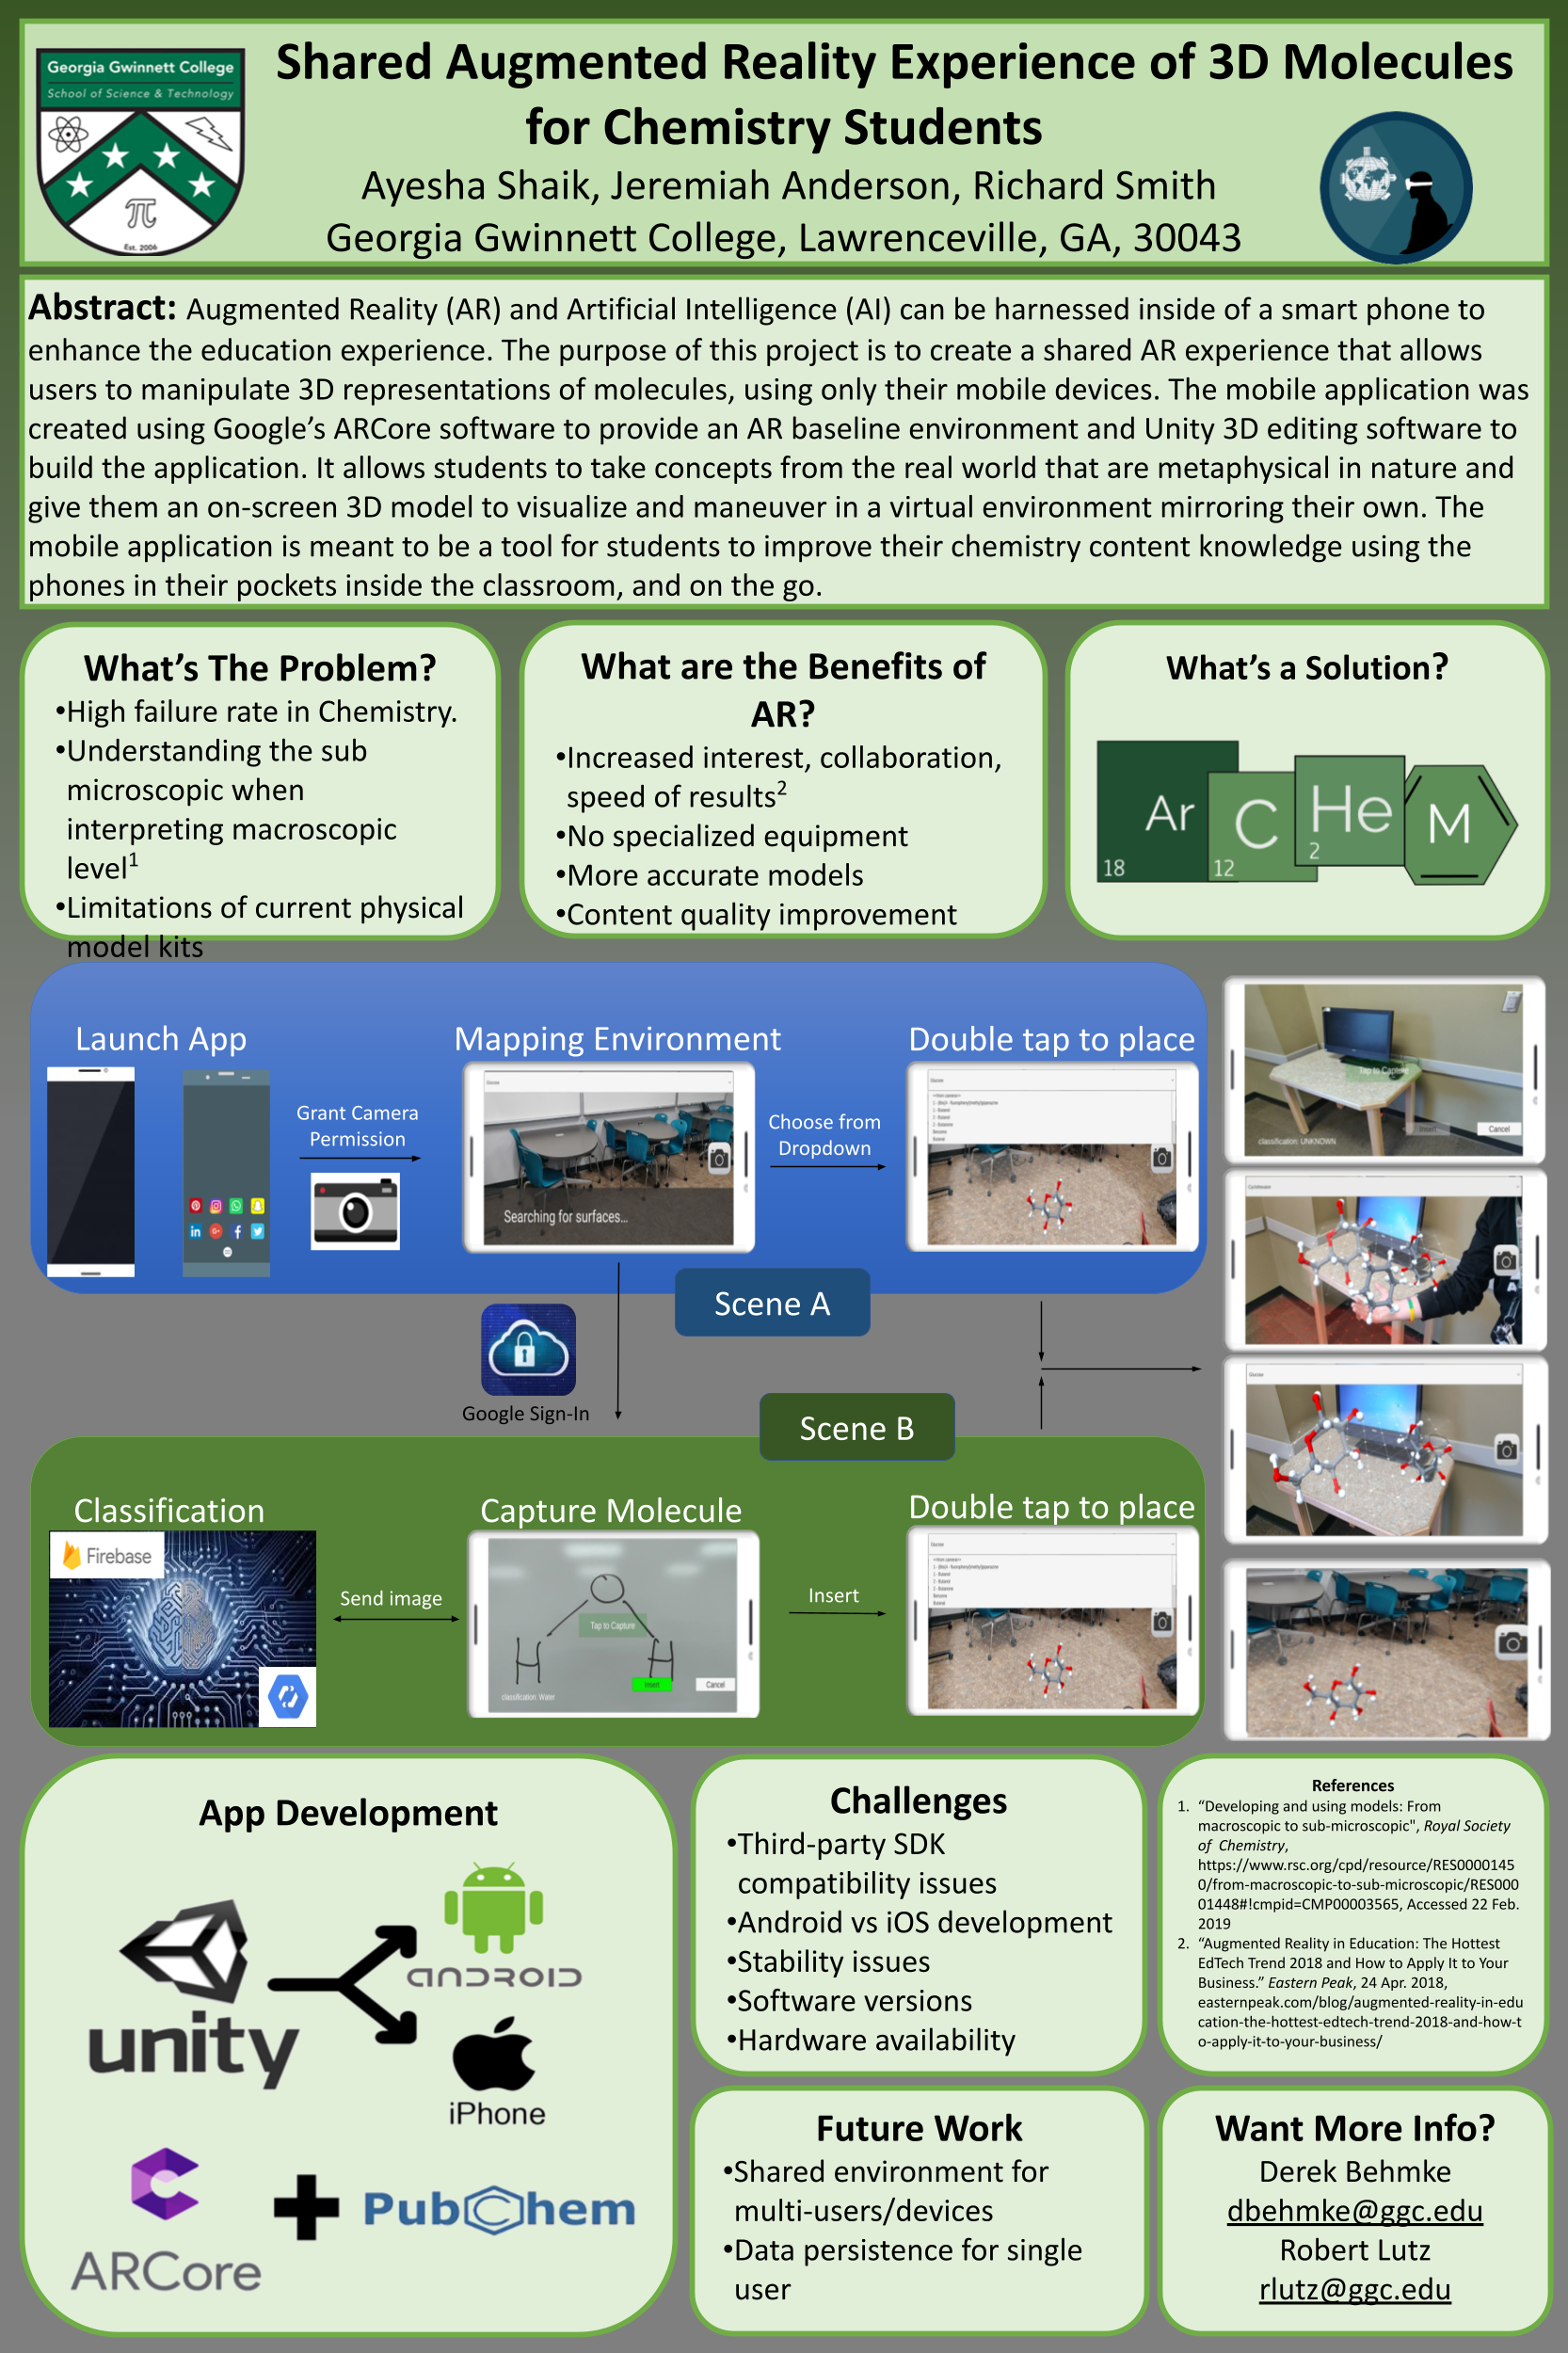 Georgia Gwinnett College
School of Science & Technology
π
Est. 2006
Shared Augmented Reality Experience of 3D Molecules
for Chemistry Students
Ayesha Shaik, Jeremiah Anderson, Richard Smith
Georgia Gwinnett College, Lawrenceville, GA, 30043
Abstract: Augmented Reality (AR) and Artificial Intelligence (AI) can be harnessed inside of a smart phone to
enhance the education experience. The purpose of this project is to create a shared AR experience that allows
users to manipulate 3D representations of molecules, using only their mobile devices. The mobile application was
created using Google’s ARCore software to provide an AR baseline environment and Unity 3D editing software to
build the application. It allows students to take concepts from the real world that are metaphysical in nature and
give them an on-screen 3D model to visualize and maneuver in a virtual environment mirroring their own. The
mobile application is meant to be a tool for students to improve their chemistry content knowledge using the
phones in their pockets inside the classroom, and on the go.
What’s The Problem?
•High failure rate in Chemistry.
•Understanding the sub
microscopic when
interpreting macroscopic
level1
•Limitations of current physical
model kits
What are the Benefits of
AR?
•Increased interest, collaboration,
speed of results2
•No specialized equipment
•More accurate models
•Content quality improvement
What’s a Solution?
Ar
18
C
12
He
2
M
Launch App
Grant Camera
Permission
Mapping Environment
Glucose
Searching for surfaces...
Choose from
Dropdown
Double tap to place
Glucose
Scene A
Google Sign-In
Scene B
Classification
Firebase
Send image
Capture Molecule
H
H
Tap to Capture
Insert
Cancel
classification: Water
Insert
Double tap to place
Glucose
Tap to Capture
Insert
Cancel
classification: UNKNOWN
Cyclohexane
Glucose
App Development
unity
ANDROID
iPhone
ARCore
PubChem
Challenges
•Third-party SDK
compatibility issues
•Android vs iOS development
•Stability issues
•Software versions
•Hardware availability
References
1. “Developing and using models: From
macroscopic to sub-microscopic", Royal Society
of Chemistry,
https://www.rsc.org/cpd/resource/RES0000145
0/from-macroscopic-to-sub-microscopic/RES000
01448#!cmpid=CMP00003565, Accessed 22 Feb.
2019
2. “Augmented Reality in Education: The Hottest
EdTech Trend 2018 and How to Apply It to Your
Business.” Eastern Peak, 24 Apr. 2018,
easternpeak.com/blog/augmented-reality-in-edu
cation-the-hottest-edtech-trend-2018-and-how-t
o-apply-it-to-your-business/
Future Work
•Shared environment for
multi-users/devices
•Data persistence for single
user
Want More Info?
Derek Behmke
dbehmke@ggc.edu
Robert Lutz
rlutz@ggc.edu